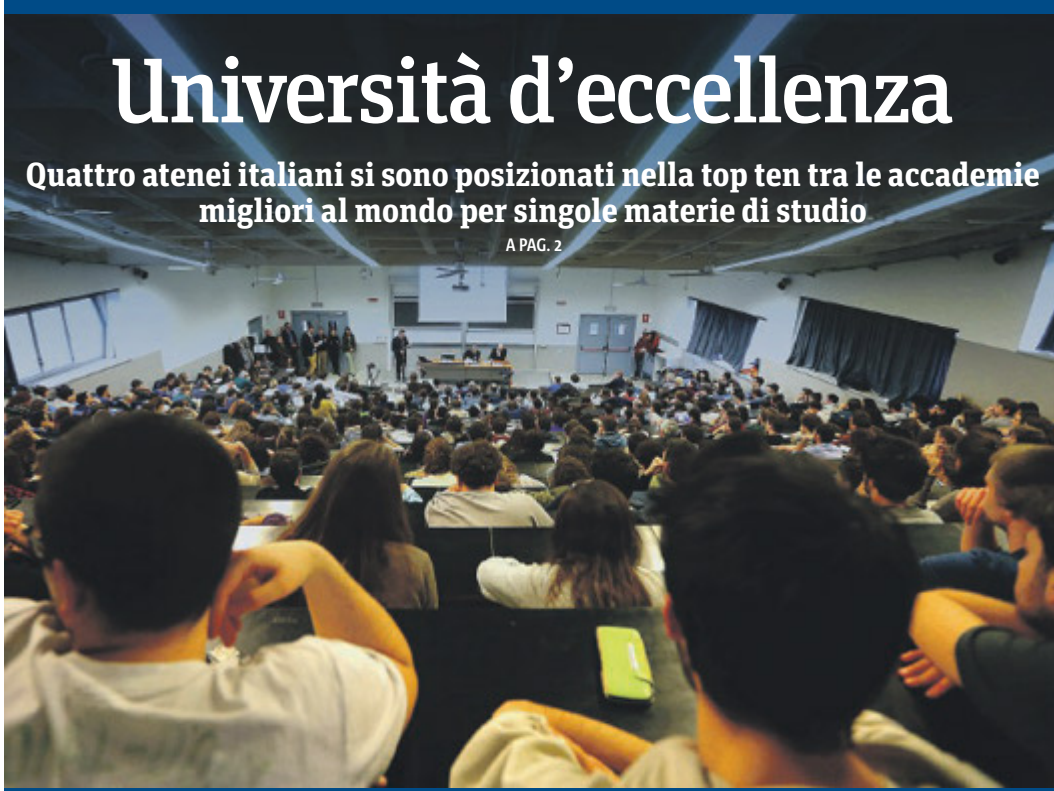 Università d’eccellenza
Quattro atenei italiani si sono posizionati nella top ten tra le accademie
migliori al mondo per singole materie di studio
A PAG. 2